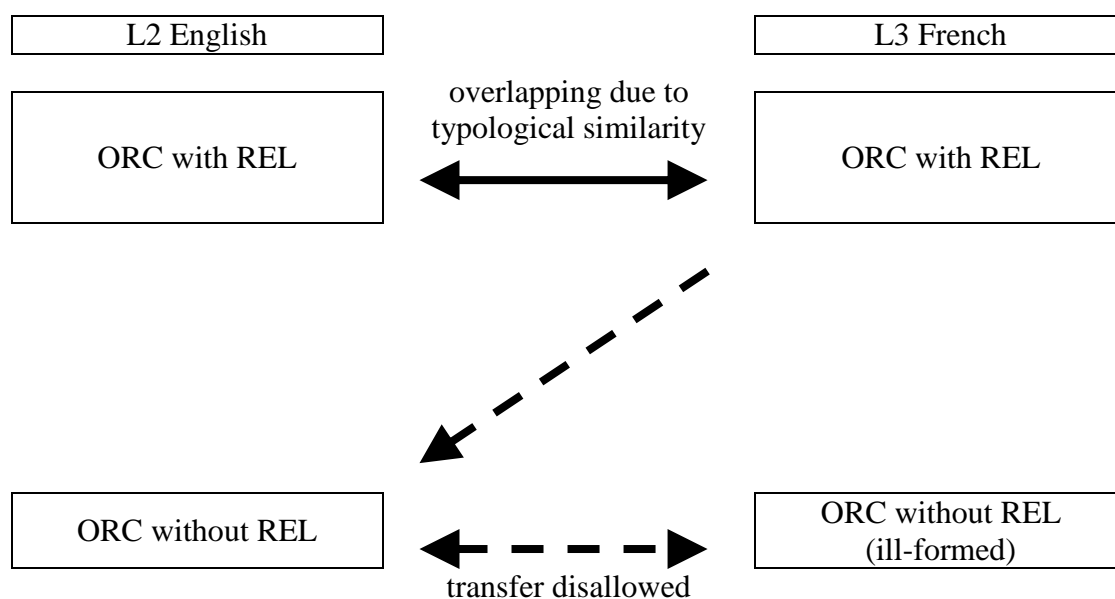 L2 English
L3 French
overlapping due to
typological similarity
ORC with REL
ORC with REL
ORC without REL
ORC without REL
(ill-formed)
transfer disallowed